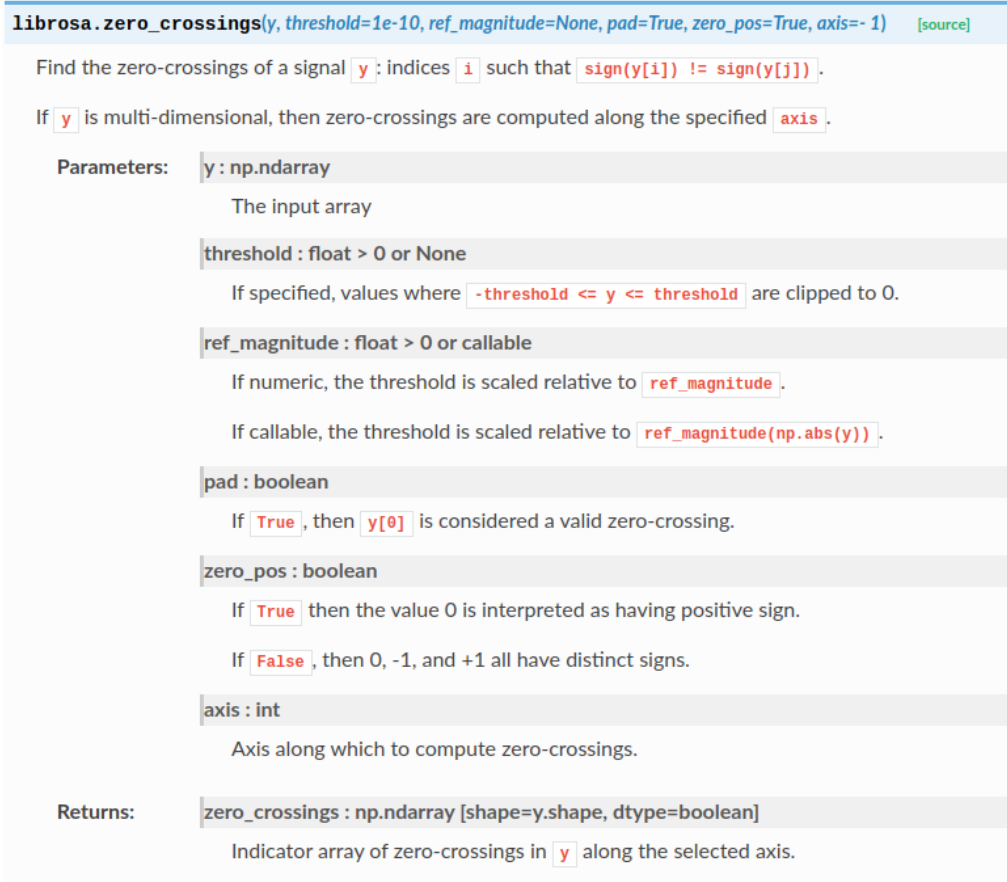 librosa.zero_crossings(y, threshold=1e-10, ref_magnitude=None, pad=True, zero_pos=True, axis=- 1) [source]
Find the zero-crossings of a signal y : indices i such that sign(y[i]) != sign(y[j]) .
If y is multi-dimensional, then zero-crossings are computed along the specified axis .
Parameters: y : np.ndarray
The input array
threshold : float > 0 or None
If specified, values where -threshold <= y <= threshold are clipped to 0.
ref_magnitude : float > 0 or callable
If numeric, the threshold is scaled relative to ref_magnitude .
If callable, the threshold is scaled relative to ref_magnitude(np.abs(y)) .
pad : boolean
If True , then y[0] is considered a valid zero-crossing.
zero_pos : boolean
If True then the value 0 is interpreted as having positive sign.
If False , then 0, -1, and +1 all have distinct signs.
axis : int
Axis along which to compute zero-crossings.
Returns: zero_crossings : np.ndarray [shape=y.shape, dtype=boolean]
Indicator array of zero-crossings in y along the selected axis.